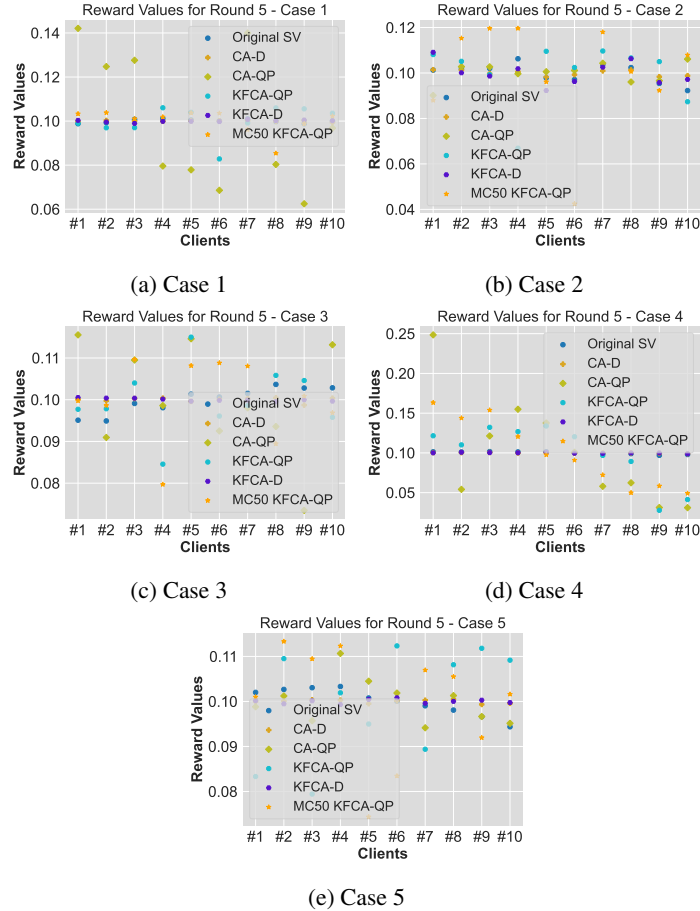 Reward Values for Round 5 - Case 1
Reward Values
0.14
0.12
0.10
0.08
0.06
Original SV
CA-D
CA-QP
KFCA-QP
KFCA-D
MC50 KFCA-QP
#1 #2 #3 #4 #5 #6 #7 #8 #9 #10
Clients
(a) Case 1
Reward Values for Round 5 - Case 2
Reward Values
0.12
0.10
0.08
0.06
0.04
Original SV
CA-D
CA-QP
KFCA-QP
KFCA-D
MC50 KFCA-QP
#1 #2 #3 #4 #5 #6 #7 #8 #9 #10
Clients
(b) Case 2
Reward Values for Round 5 - Case 3
Reward Values
0.11
0.10
0.09
0.08
Original SV
CA-D
CA-QP
KFCA-QP
KFCA-D
MC50 KFCA-QP
#1 #2 #3 #4 #5 #6 #7 #8 #9 #10
Clients
(c) Case 3
Reward Values for Round 5 - Case 4
Reward Values
0.25
0.20
0.15
0.10
0.05
Original SV
CA-D
CA-QP
KFCA-QP
KFCA-D
MC50 KFCA-QP
#1 #2 #3 #4 #5 #6 #7 #8 #9 #10
Clients
(d) Case 4
Reward Values for Round 5 - Case 5
Reward Values
0.11
0.10
0.09
0.08
Original SV
CA-D
CA-QP
KFCA-QP
KFCA-D
MC50 KFCA-QP
#1 #2 #3 #4 #5 #6 #7 #8 #9 #10
Clients
(e) Case 5